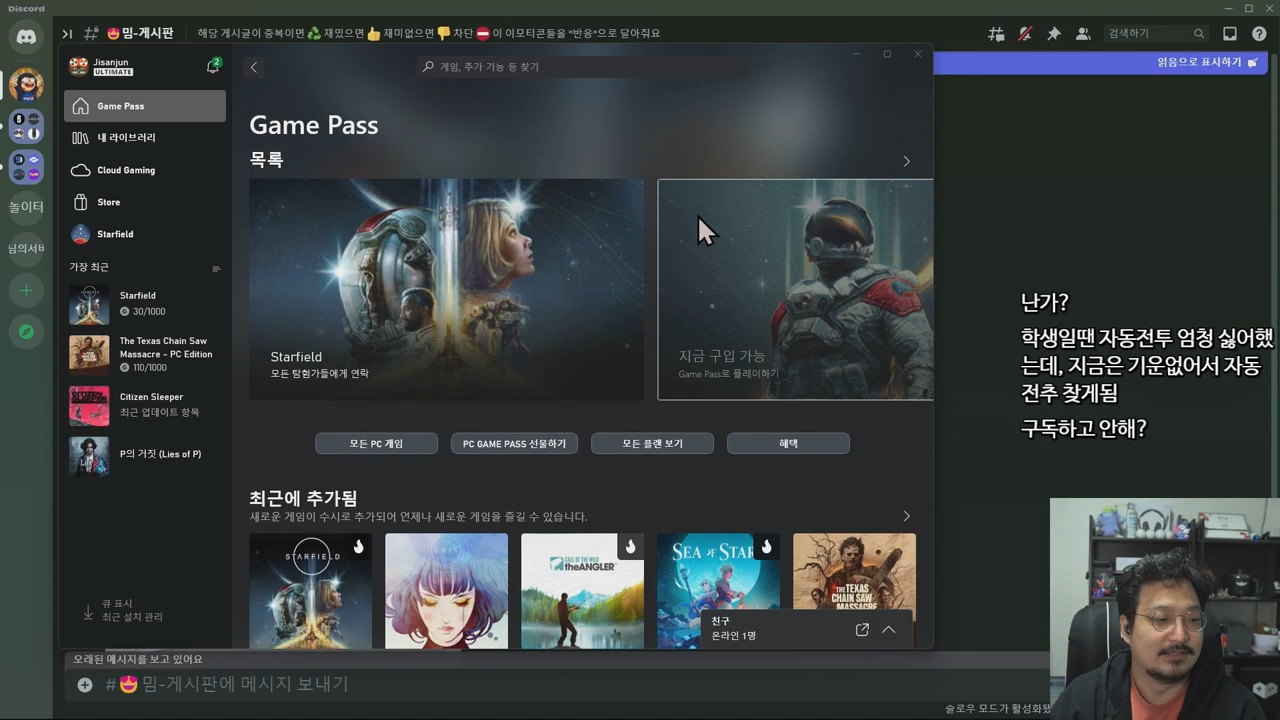 Discord
밈-게시판
해당 게시글이 중복이면 ♻️ 재밌으면 👍 재미없으면 👎 차단 ⛔ 이 이모티콘들을 "반응"으로 달아줘요
검색하기
읽음으로 표시하기
놀이터
님의서버
Jisanjun
ULTIMATE
2
게임, 추가 기능 등 찾기
Game Pass
내 라이브러리
Cloud Gaming
Store
Starfield
가장 최근
Starfield
30/1000
The Texas Chain Saw
Massacre - PC Edition
110/1000
Citizen Sleeper
최근 업데이트 항목
P의 거짓 (Lies of P)
큐 표시
최근 설치 관리
Game Pass
목록
Starfield
모든 탐험가들에게 연락
지금 구입 가능
Game Pass로 플레이하기
모든 PC 게임
PC GAME PASS 선물하기
모든 플랜 보기
혜택
최근에 추가됨
새로운 게임이 수시로 추가되어 언제나 새로운 게임을 즐길 수 있습니다.
STARFIELD
CALL OF THE WILD
theANGLER
SEA OF STAR
THE TEXAS
CHAIN SAW
MASSACRE
친구
온라인 1명
난가?
학생일땐 자동전투 엄청 싫어했
는데, 지금은 기운없어서 자동
전추 찾게됨
구독하고 안해?
오래된 메시지를 보고 있어요
#😍밈-게시판에 메시지 보내기
슬로우 모드가 활성화됐